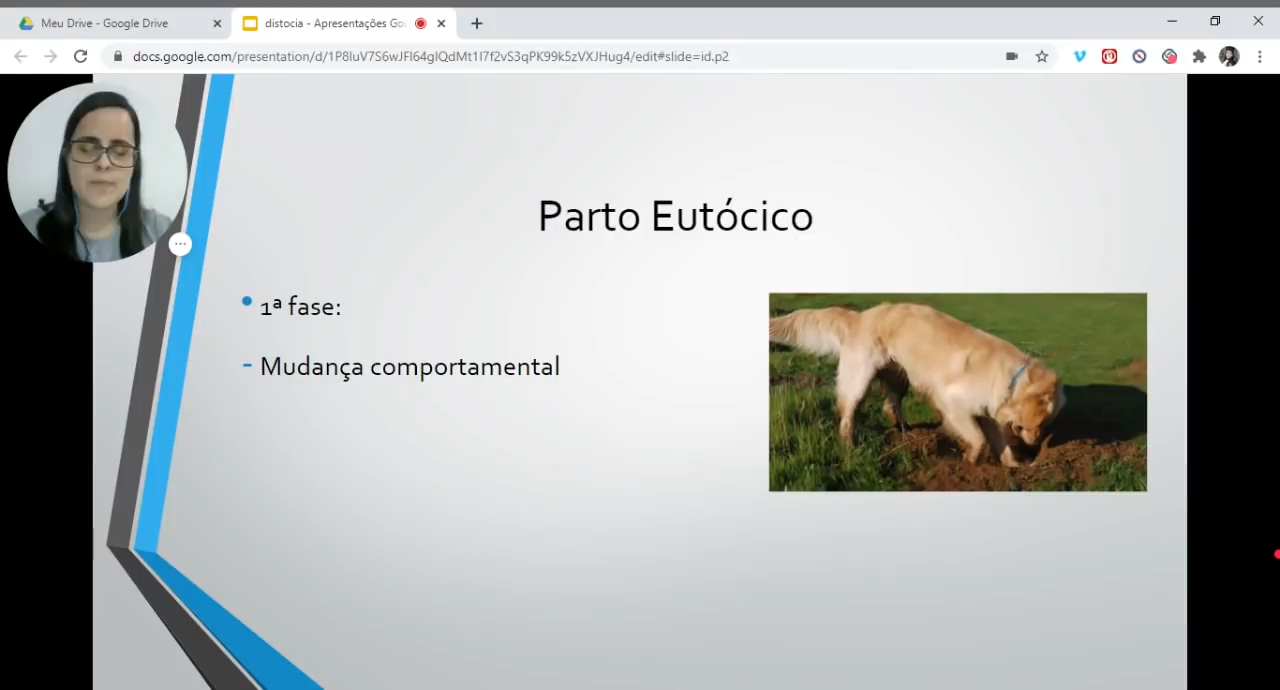 Meu Drive - Google Drive
distocia - Apresentações Go
docs.google.com/presentation/d/1P8luV7S6wJFl64glQdMt1I7f2vS3qPK99k5zVXJHug4/edit#slide=id.p2
Parto Eutócico
1ª fase:
- Mudança comportamental